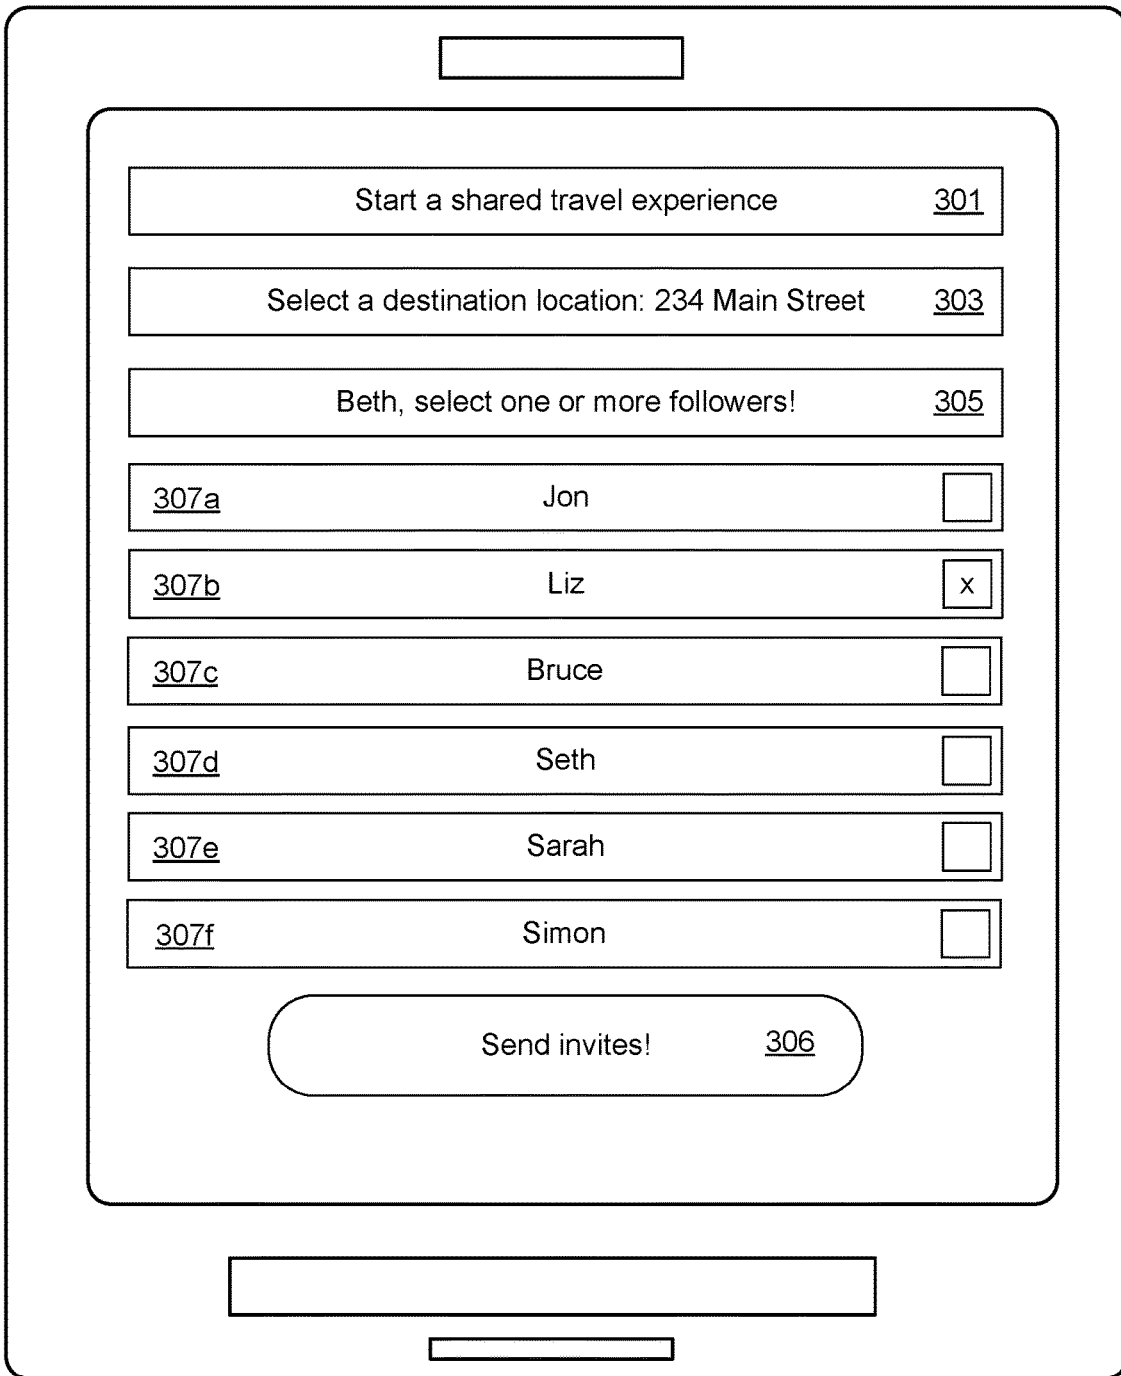 Start a shared travel experience 301
Select a destination location: 234 Main Street 303
Beth, select one or more followers! 305
307a Jon
307b Liz x
307c Bruce
307d Seth
307e Sarah
307f Simon
Send invites! 306